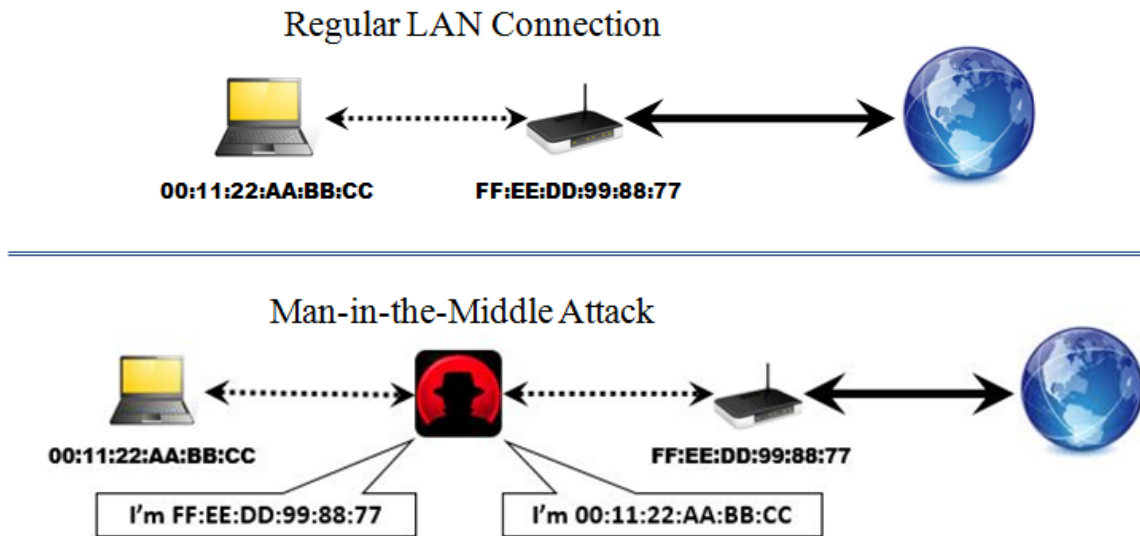 Regular LAN Connection
00:11:22:AA:BB:CC
FF:EE:DD:99:88:77
Man-in-the-Middle Attack
00:11:22:AA:BB:CC
FF:EE:DD:99:88:77
I'm FF:EE:DD:99:88:77
I'm 00:11:22:AA:BB:CC